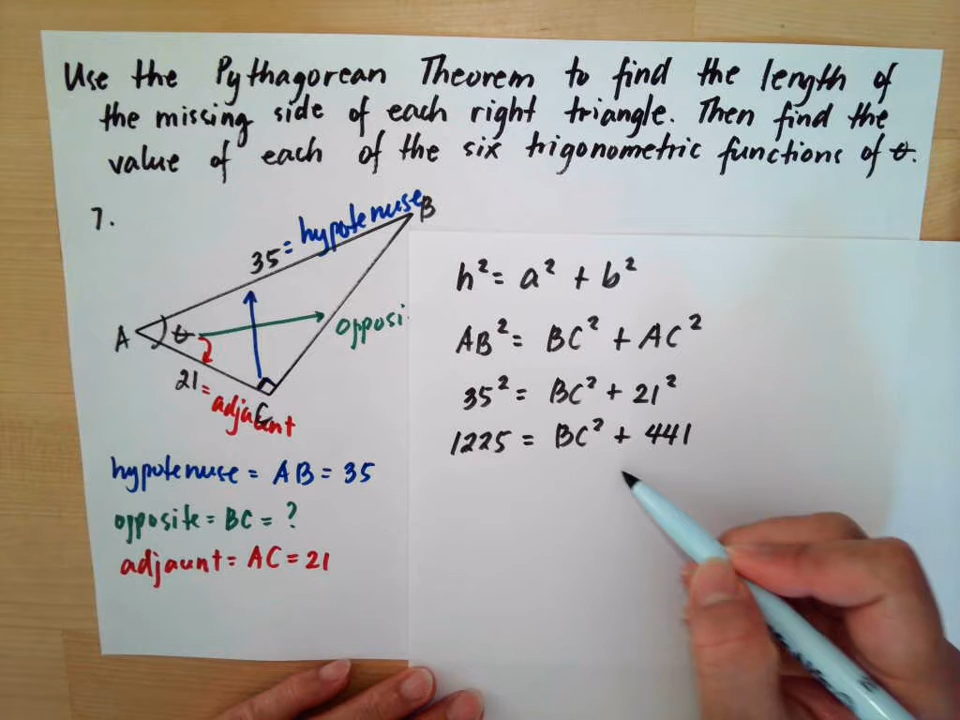 Use the Pythagorean Theorem to find the length of
the missing side of each right triangle. Then find the
value of each of the six trigonometric functions of θ.
7.
B
35 = hypotenuse
A
θ
opposi
21 = adjacent
C
hypotenuse = AB = 35
opposite = BC = ?
adjacent = AC = 21
h² = a² + b²
AB² = BC² + AC²
35² = BC² + 21²
1225 = BC² + 441